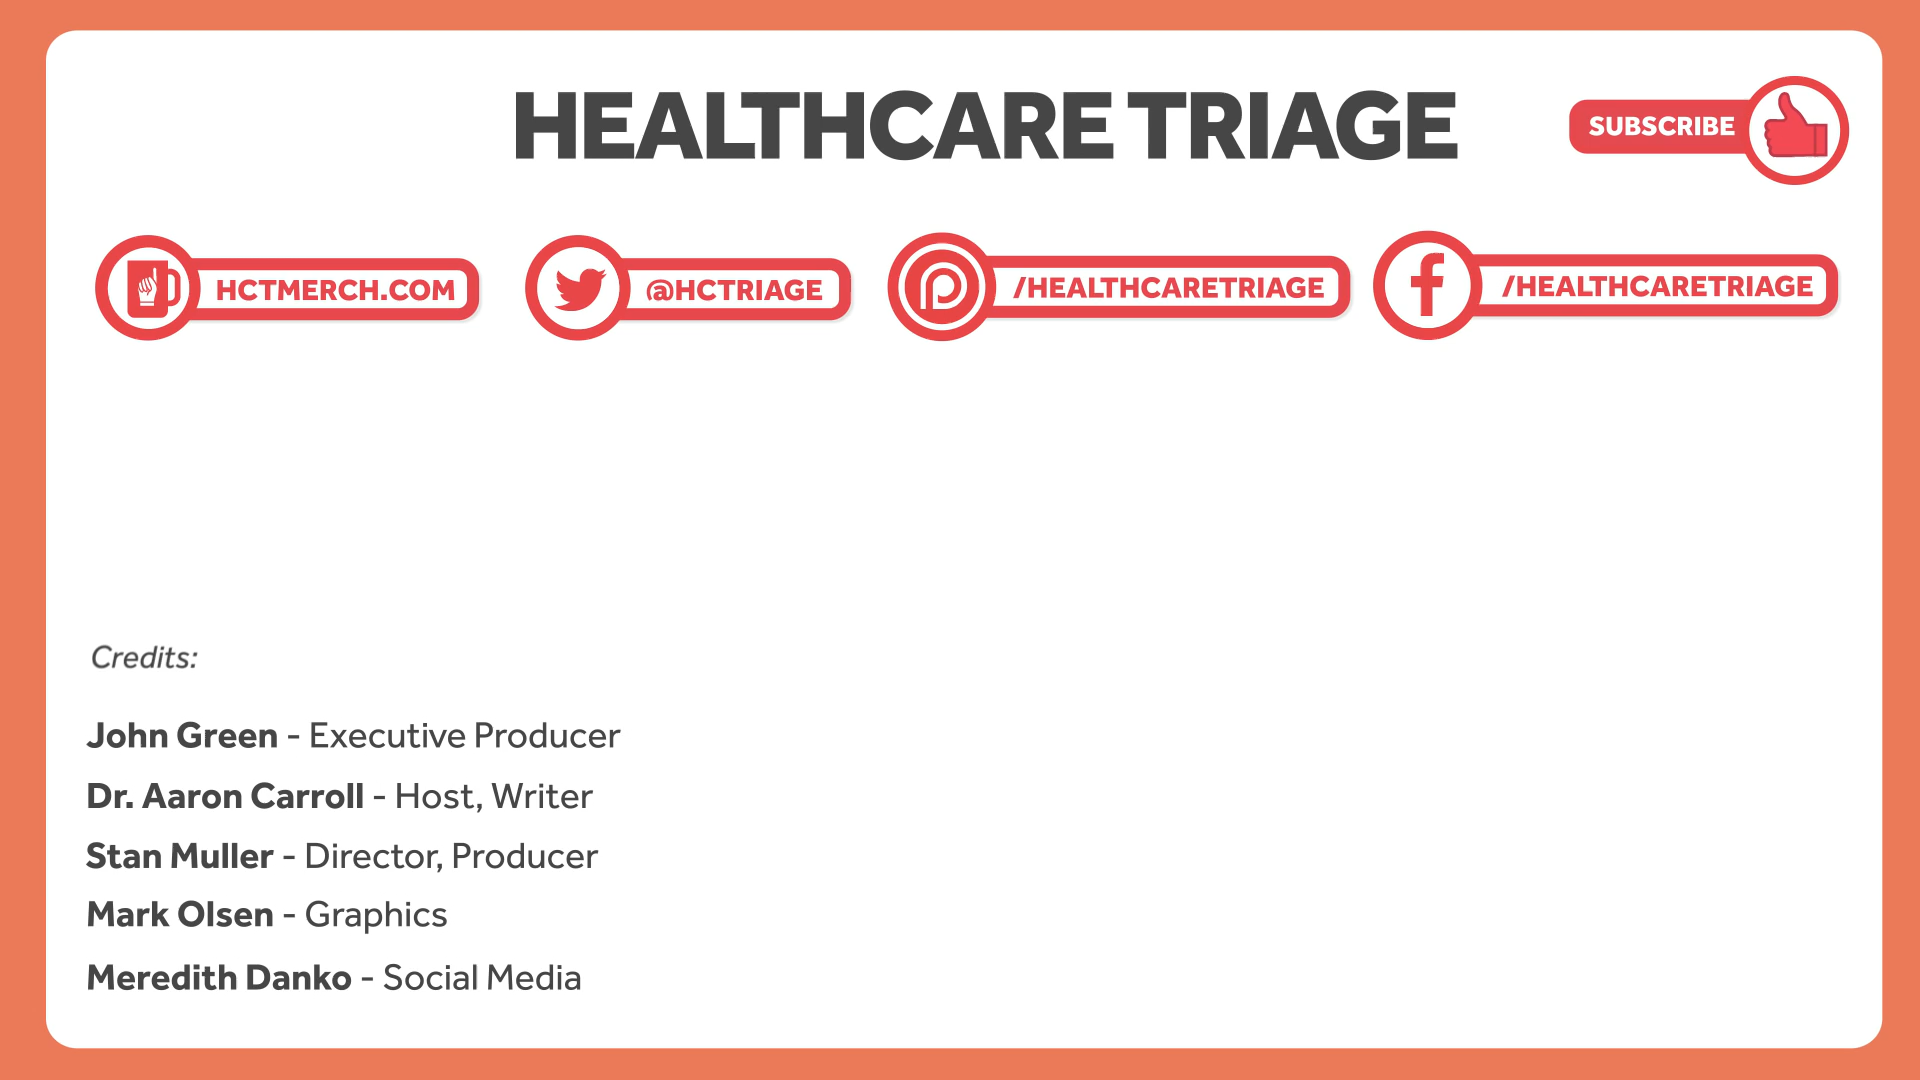 HEALTHCARE TRIAGE
SUBSCRIBE
HCTMERCH.COM
@HCTRIAGE
/HEALTHCARETRIAGE
/HEALTHCARETRIAGE
Credits:
John Green - Executive Producer
Dr. Aaron Carroll - Host, Writer
Stan Muller - Director, Producer
Mark Olsen - Graphics
Meredith Danko - Social Media